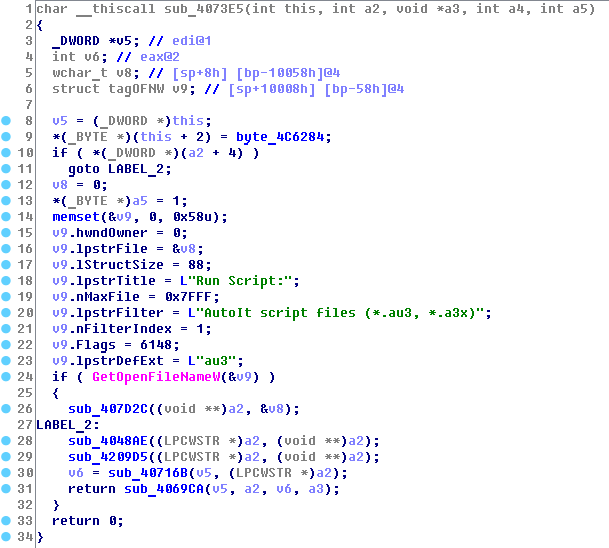 1 char __thiscall sub_4073E5(int this, int a2, void *a3, int a4, int a5)
2 {
3 _DWORD *v5; // edi@1
4 int v6; // eax@2
5 wchar_t v8; // [sp+8h] [bp-10058h]@4
6 struct tagOFNW v9; // [sp+10008h] [bp-58h]@4
7
8 v5 = (_DWORD *)this;
9 *(_BYTE *)(this + 2) = byte_4C6284;
10 if ( *(_DWORD *)(a2 + 4) )
11 goto LABEL_2;
12 v8 = 0;
13 *(_BYTE *)a5 = 1;
14 memset(&v9, 0, 0x58u);
15 v9.hwndOwner = 0;
16 v9.lpstrFile = &v8;
17 v9.lStructSize = 88;
18 v9.lpstrTitle = L"Run Script:";
19 v9.nMaxFile = 0x7FFF;
20 v9.lpstrFilter = L"AutoIt script files (*.au3, *.a3x)";
21 v9.nFilterIndex = 1;
22 v9.Flags = 6148;
23 v9.lpstrDefExt = L"au3";
24 if ( GetOpenFileNameW(&v9) )
25 {
26 sub_407D2C((void **)a2, &v8);
27 LABEL_2:
28 sub_4048AE((LPCWSTR *)a2, (void **)a2);
29 sub_4209D5((LPCWSTR *)a2, (void **)a2);
30 v6 = sub_40716B(v5, (LPCWSTR *)a2);
31 return sub_4069CA(v5, a2, v6, a3);
32 }
33 return 0;
34 }